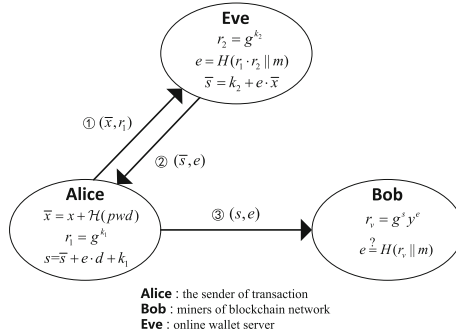 Eve
r₂ = g^{k₂}
e = H(r₁ · r₂ || m)
s̅ = k₂ + e · x̅
① (x̅, r₁)
② (s̅, e)
Alice
x̅ = x + ℋ(pwd)
r₁ = g^{k₁}
s=s̅ + e · d + k₁
③ (s, e)
Bob
r_v = g^s y^e
e ≟ H(r_v || m)
Alice : the sender of transaction
Bob : miners of blockchain network
Eve : online wallet server